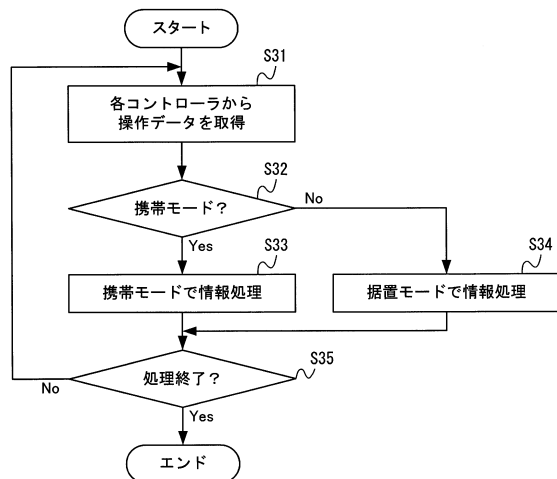 スタート
S31
各コントローラから
操作データを取得
S32
携帯モード？
No
Yes
S33
携帯モードで情報処理
S34
据置モードで情報処理
S35
処理終了？
No
Yes
エンド